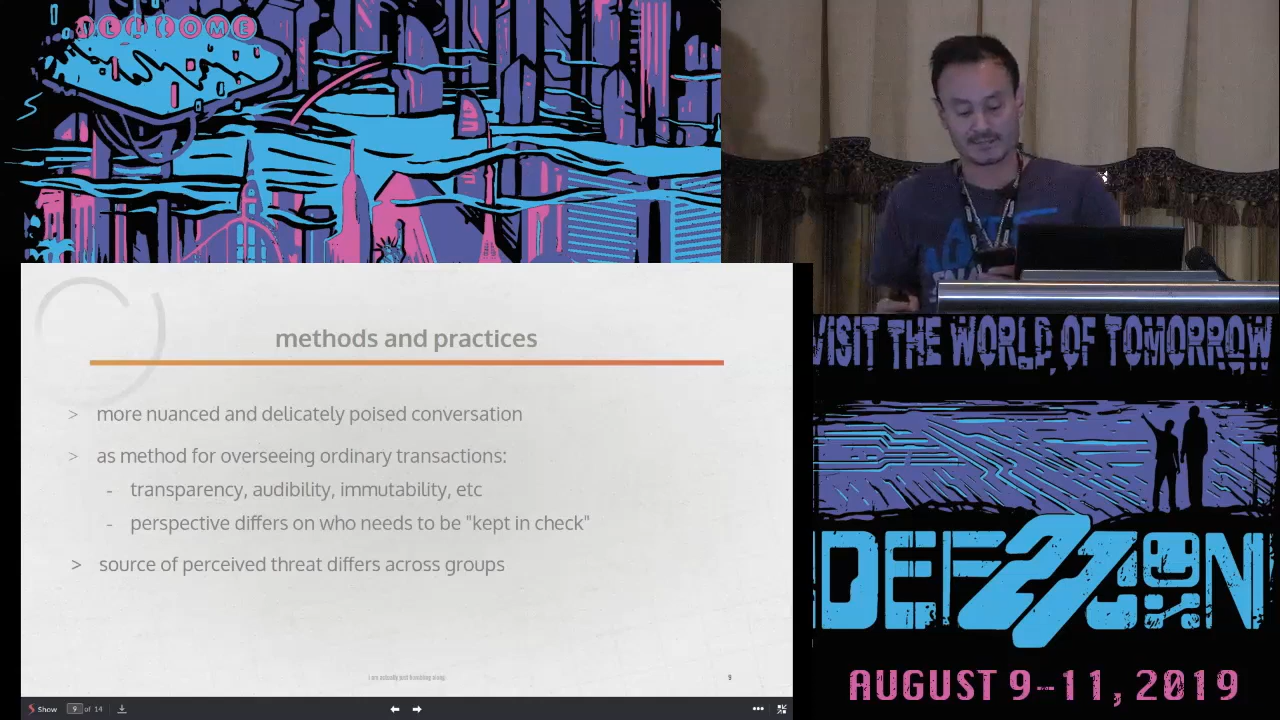 WELCOME
methods and practices
> more nuanced and delicately poised conversation
> as method for overseeing ordinary transactions:
- transparency, audibility, immutability, etc
- perspective differs on who needs to be "kept in check"
> source of perceived threat differs across groups
9
Show 9 of 14
VISIT THE WORLD OF TOMORROW
DEF27CON
AUGUST 9-11, 2019